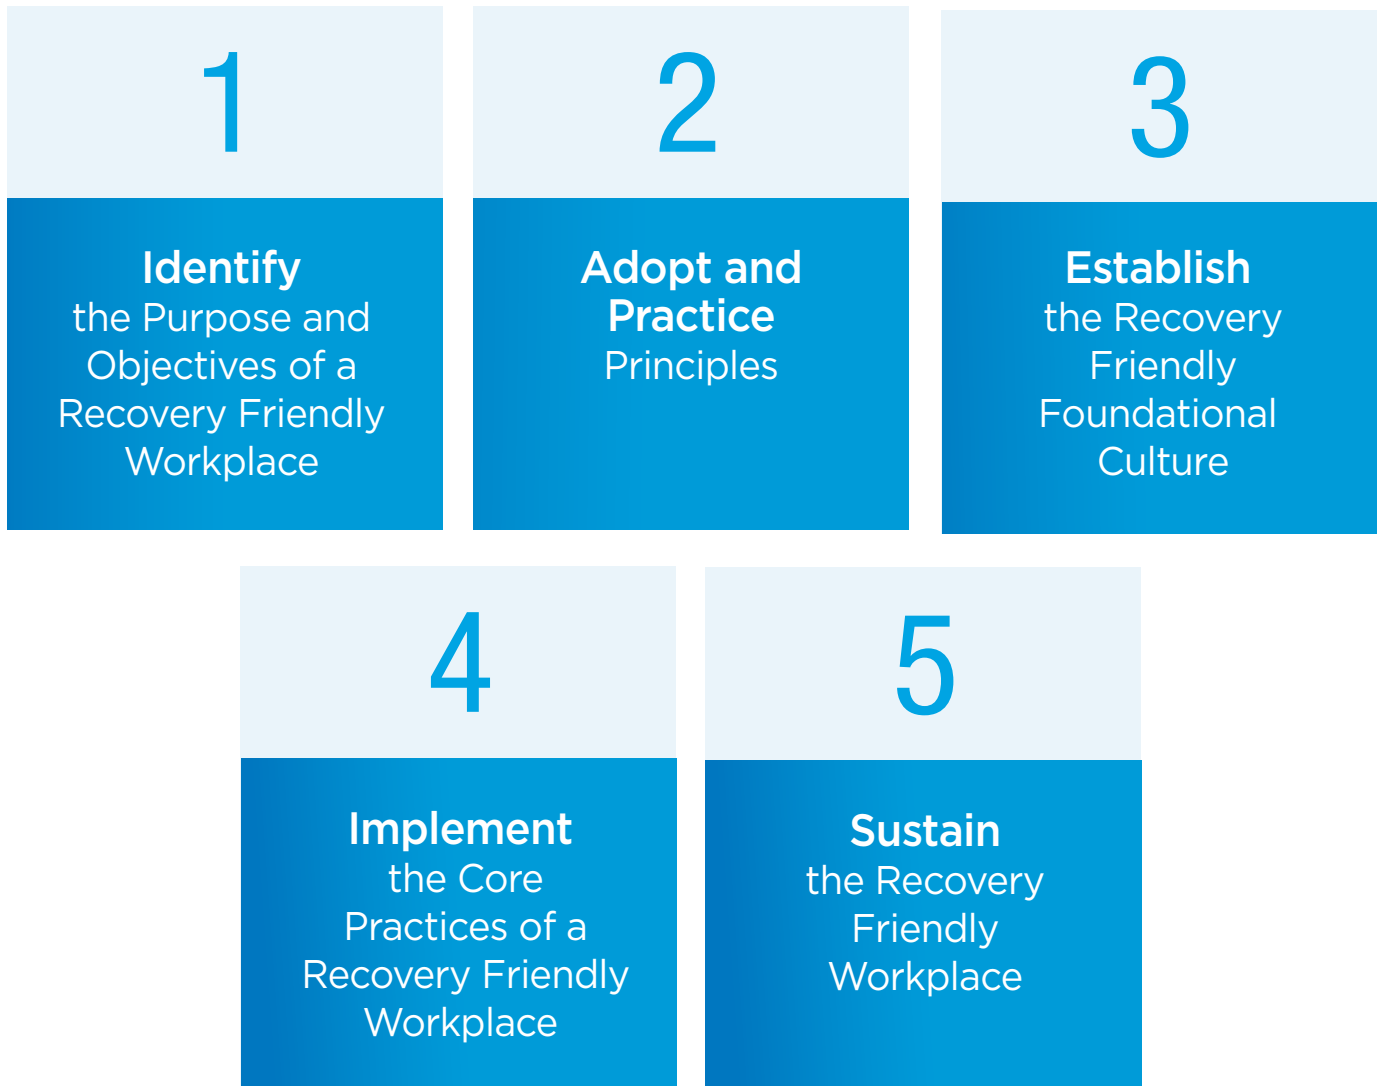 1
Identify
the Purpose and
Objectives of a
Recovery Friendly
Workplace
2
Adopt and
Practice
Principles
3
Establish
the Recovery
Friendly
Foundational
Culture
4
Implement
the Core
Practices of a
Recovery Friendly
Workplace
5
Sustain
the Recovery
Friendly
Workplace